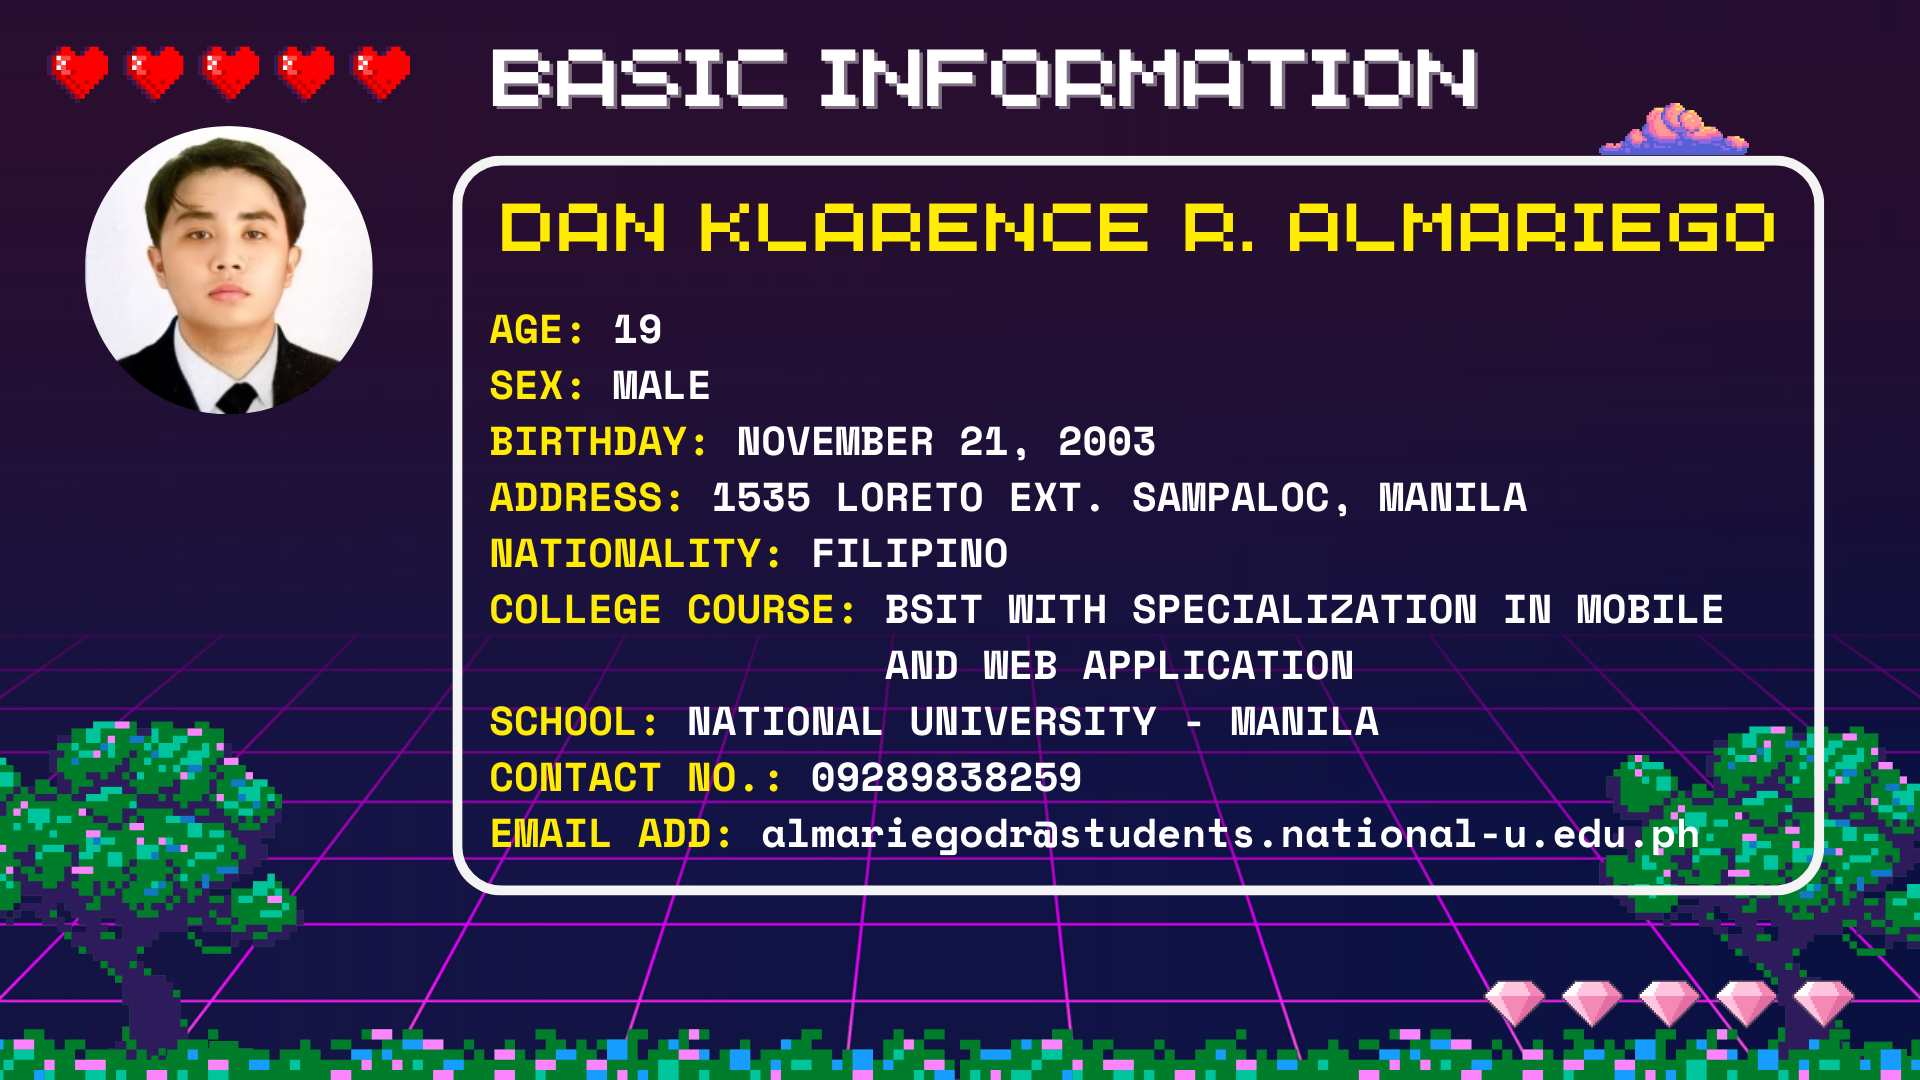 BASIC INFORMATION
DAN KLARENCE R. ALMARIEGO
AGE: 19
SEX: MALE
BIRTHDAY: NOVEMBER 21, 2003
ADDRESS: 1535 LORETO EXT. SAMPALOC, MANILA
NATIONALITY: FILIPINO
COLLEGE COURSE: BSIT WITH SPECIALIZATION IN MOBILE
AND WEB APPLICATION
SCHOOL: NATIONAL UNIVERSITY - MANILA
CONTACT NO.: 09289838259
EMAIL ADD: almariegodr@students.national-u.edu.ph